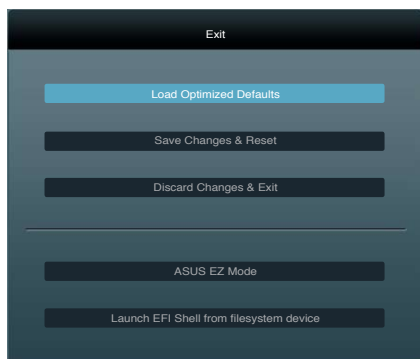 Exit
Load Optimized Defaults
Save Changes & Reset
Discard Changes & Exit
ASUS EZ Mode
Launch EFI Shell from filesystem device